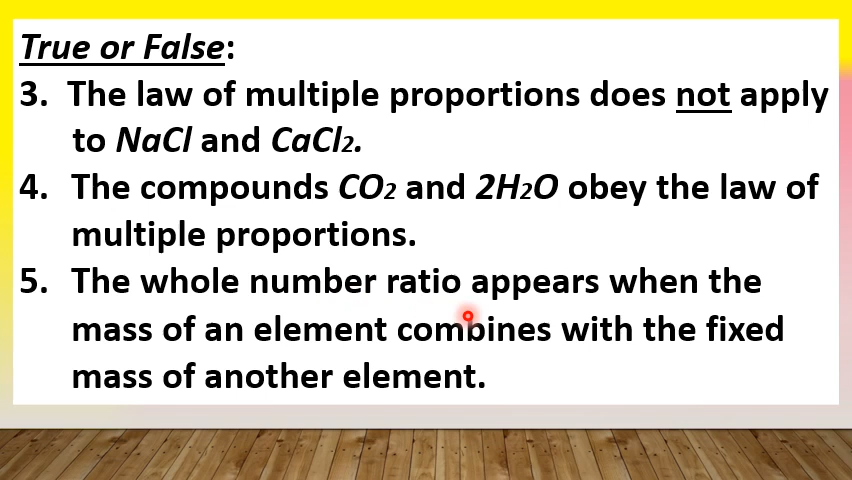 True or False:
3. The law of multiple proportions does not apply
to NaCl and CaCl₂.
4. The compounds CO₂ and 2H₂O obey the law of
multiple proportions.
5. The whole number ratio appears when the
mass of an element combines with the fixed
mass of another element.